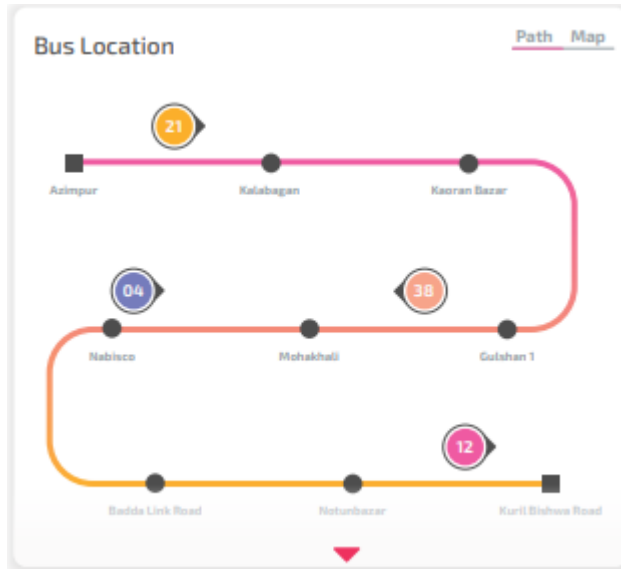 Bus Location
Path Map
21
Azimpur Kalabagan Kaoran Bazar
04 38
Nabisco Mohakhali Gulshan 1
12
Badda Link Road Notunbazar Kuril Bishwa Road